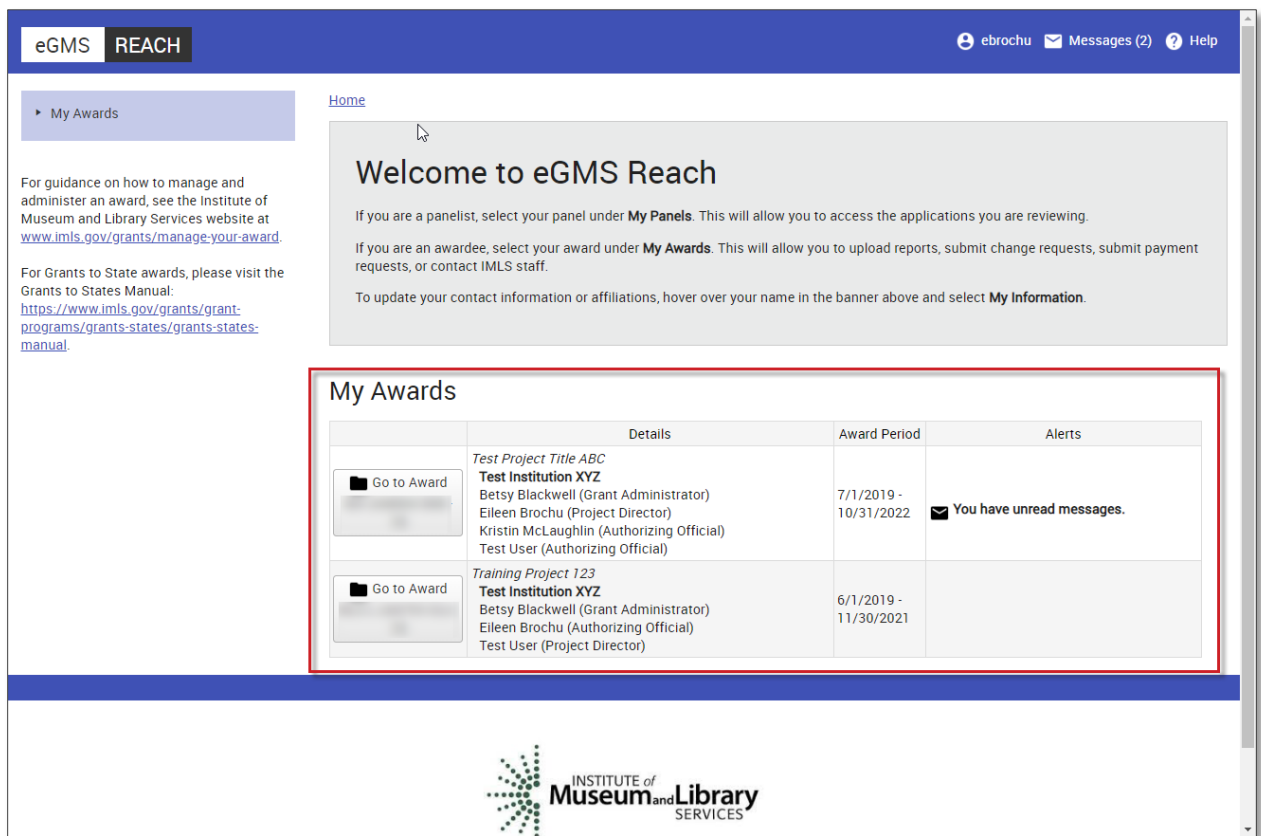 eGMS REACH
ebrochu Messages (2) Help
My Awards
For guidance on how to manage and
administer an award, see the Institute of
Museum and Library Services website at
www.imls.gov/grants/manage-your-award.
For Grants to State awards, please visit the
Grants to States Manual:
https://www.imls.gov/grants/grant-
programs/grants-states/grants-states-
manual.
Home
Welcome to eGMS Reach
If you are a panelist, select your panel under My Panels. This will allow you to access the applications you are reviewing.
If you are an awardee, select your award under My Awards. This will allow you to upload reports, submit change requests, submit payment
requests, or contact IMLS staff.
To update your contact information or affiliations, hover over your name in the banner above and select My Information.
My Awards
Details Award Period Alerts
Go to Award
Test Project Title ABC
Test Institution XYZ
Betsy Blackwell (Grant Administrator)
Eileen Brochu (Project Director)
Kristin McLaughlin (Authorizing Official)
Test User (Authorizing Official)
7/1/2019 -
10/31/2022
You have unread messages.
Go to Award
Training Project 123
Test Institution XYZ
Betsy Blackwell (Grant Administrator)
Eileen Brochu (Authorizing Official)
Test User (Project Director)
6/1/2019 -
11/30/2021
INSTITUTE of
Museum and Library
SERVICES